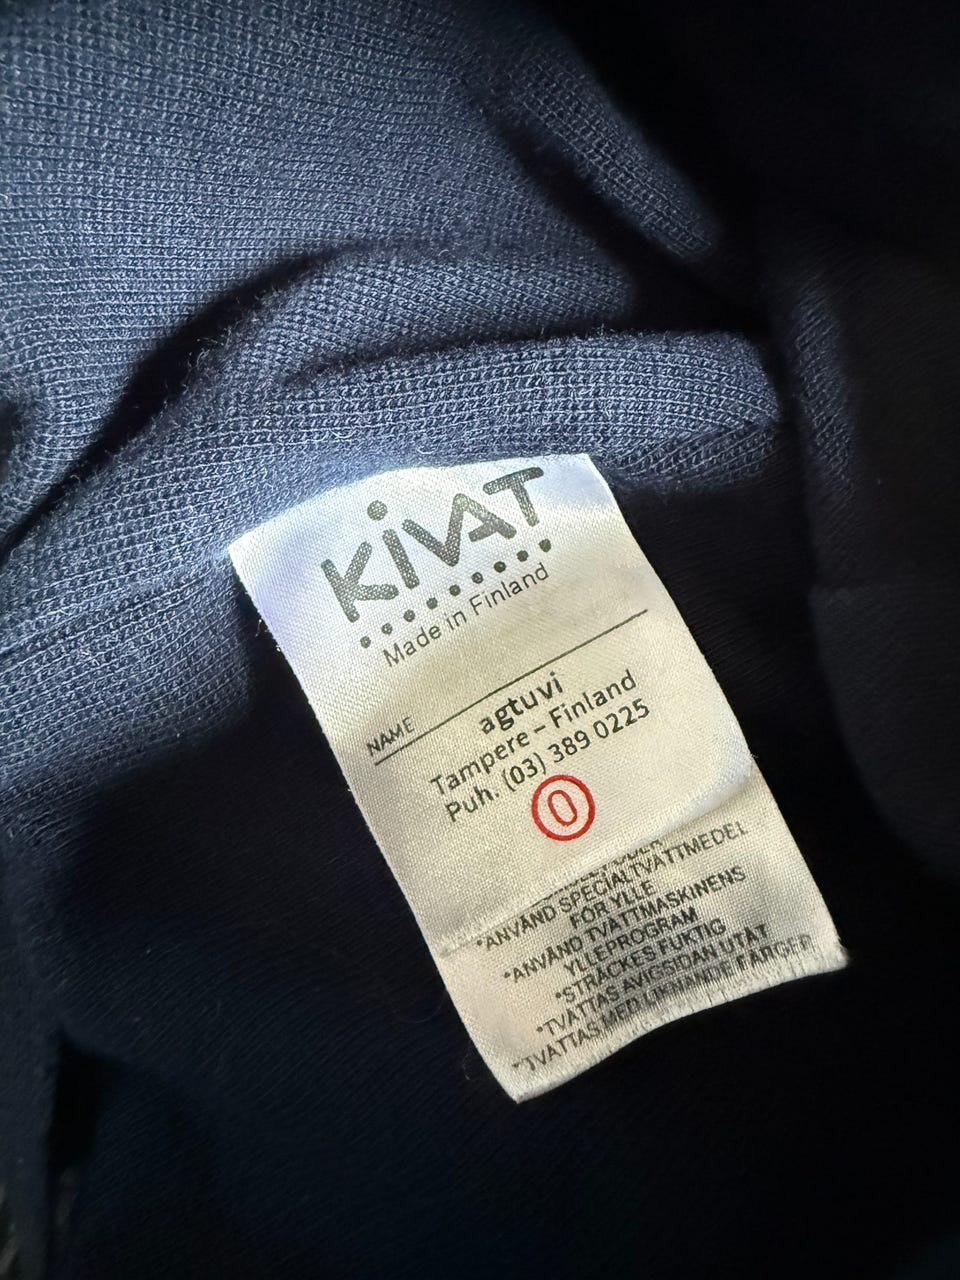 KiVAT
Made in Finland
NAME
agtuvi
Tampere – Finland
Puh. (03) 389 0225
0
*ANVÄND SPECIALTVÄTTMEDEL
FÖR YLLE
*ANVÄND TVÄTTMASKINENS
YLLEPROGRAM
*STRÄCKES FUKTIG
*TVÄTTAS AVIGSIDAN UTÅT
*TVÄTTAS MED LIKNANDE FÄRGER